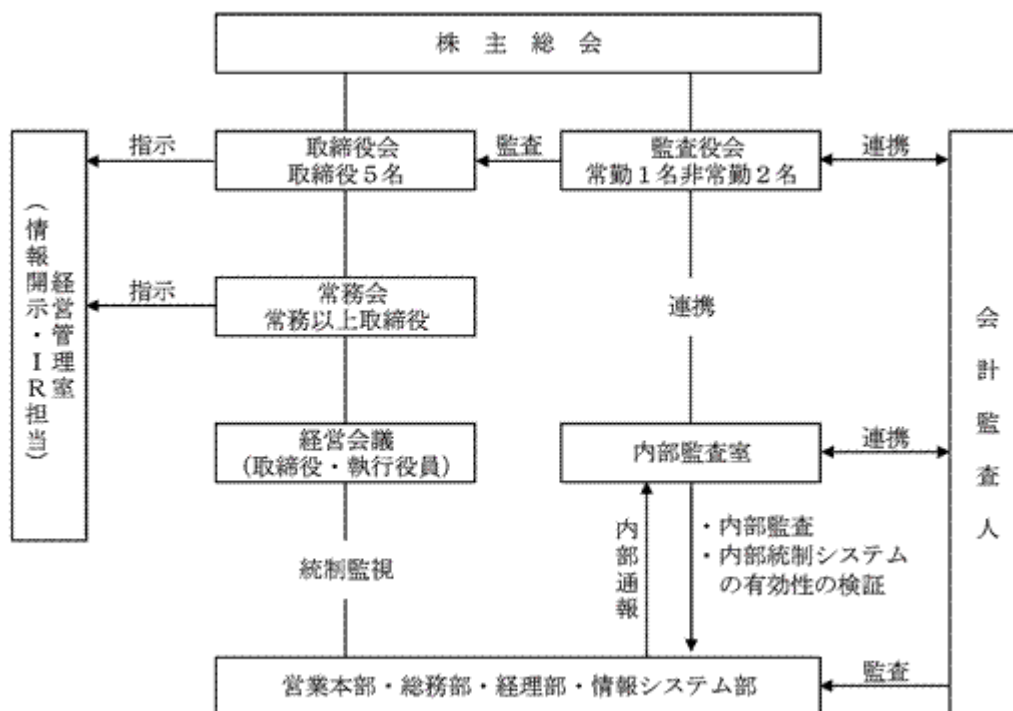 株主総会
指示
取締役会
取締役5名
監査
監査役会
常勤1名非常勤2名
連携
経営管理室
(情報開示・IR担当)
指示
常務会
常務以上取締役
連携
会計監査人
経営会議
(取締役・執行役員)
内部監査室
連携
統制監視
内部通報
・内部監査
・内部統制システム
の有効性の検証
営業本部・総務部・経理部・情報システム部
監査